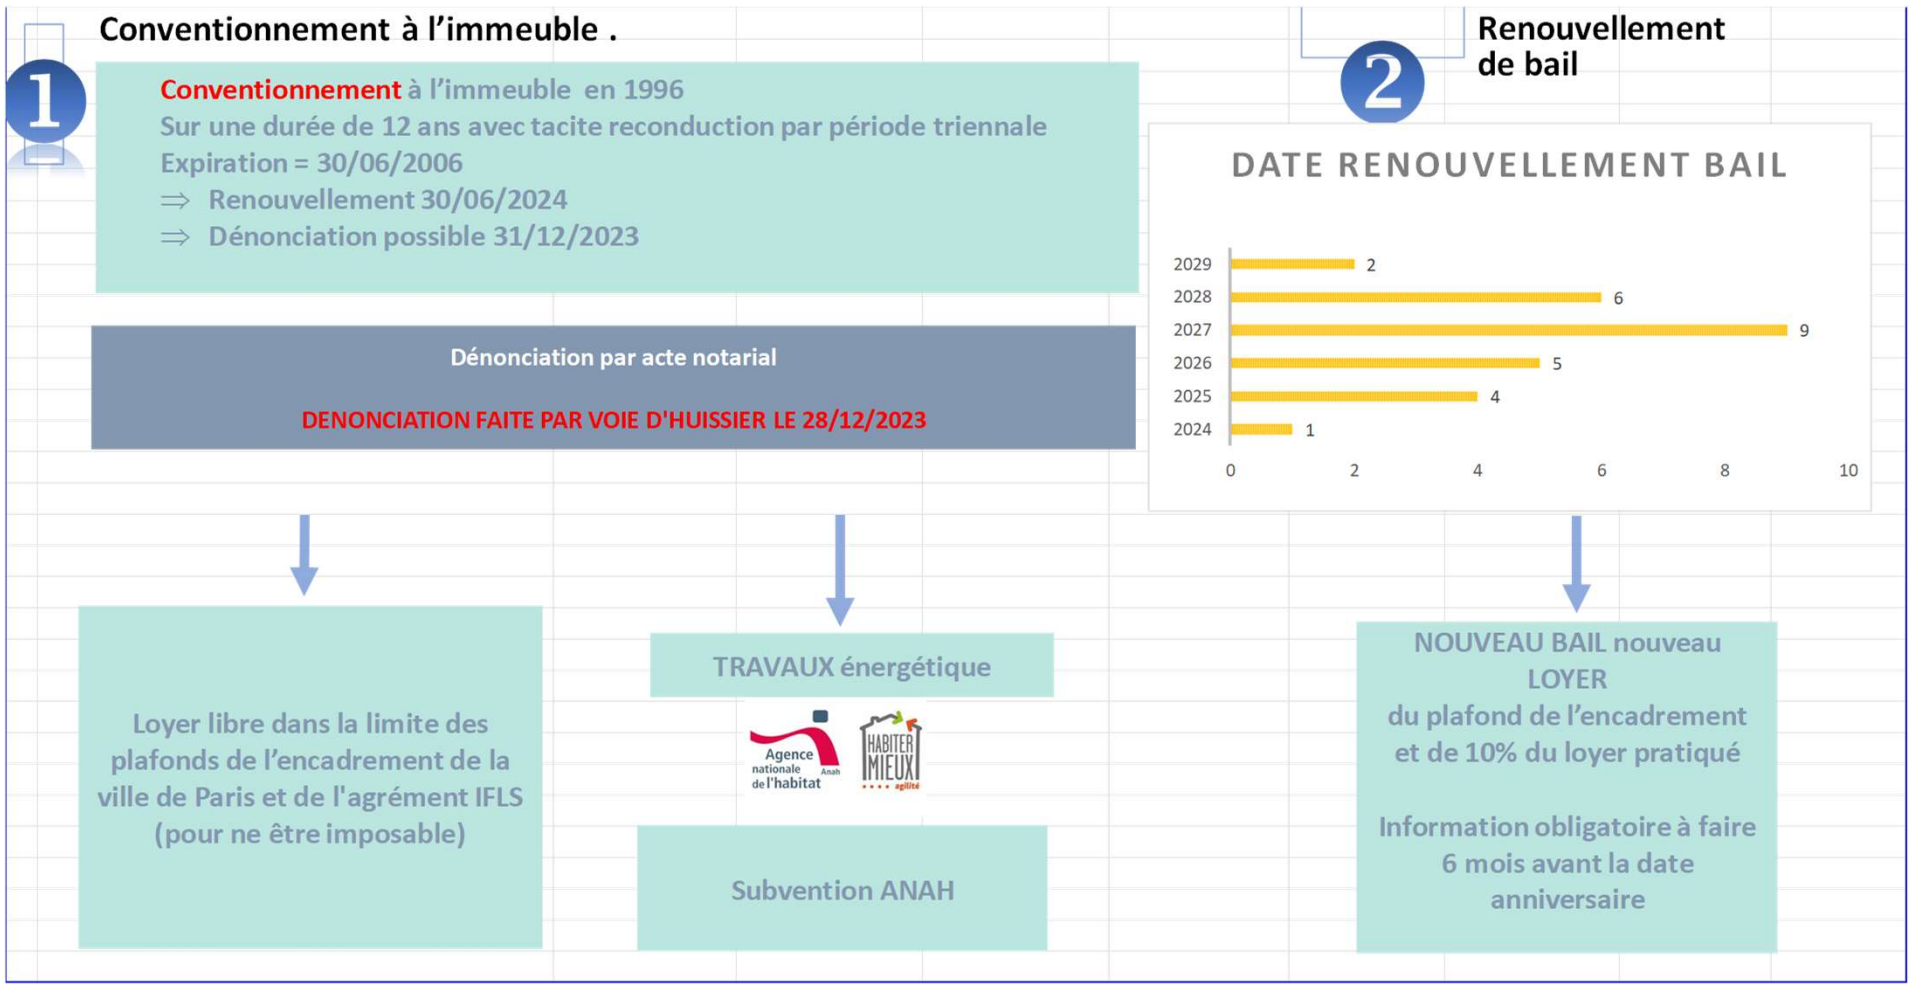 Conventionnement à l’immeuble .
1
Conventionnement à l’immeuble en 1996
Sur une durée de 12 ans avec tacite reconduction par période triennale
Expiration = 30/06/2006
⇒ Renouvellement 30/06/2024
⇒ Dénonciation possible 31/12/2023
Dénonciation par acte notarial
DENONCIATION FAITE PAR VOIE D'HUISSIER LE 28/12/2023
Loyer libre dans la limite des
plafonds de l’encadrement de la
ville de Paris et de l'agrément IFLS
(pour ne être imposable)
TRAVAUX énergétique
Agence
nationale
de l'habitat
Anah
HABITER
MIEUX
agilité
Subvention ANAH
2
Renouvellement
de bail
DATE RENOUVELLEMENT BAIL
2029 2
2028 6
2027 9
2026 5
2025 4
2024 1
0 2 4 6 8 10
NOUVEAU BAIL nouveau
LOYER
du plafond de l’encadrement
et de 10% du loyer pratiqué
Information obligatoire à faire
6 mois avant la date
anniversaire